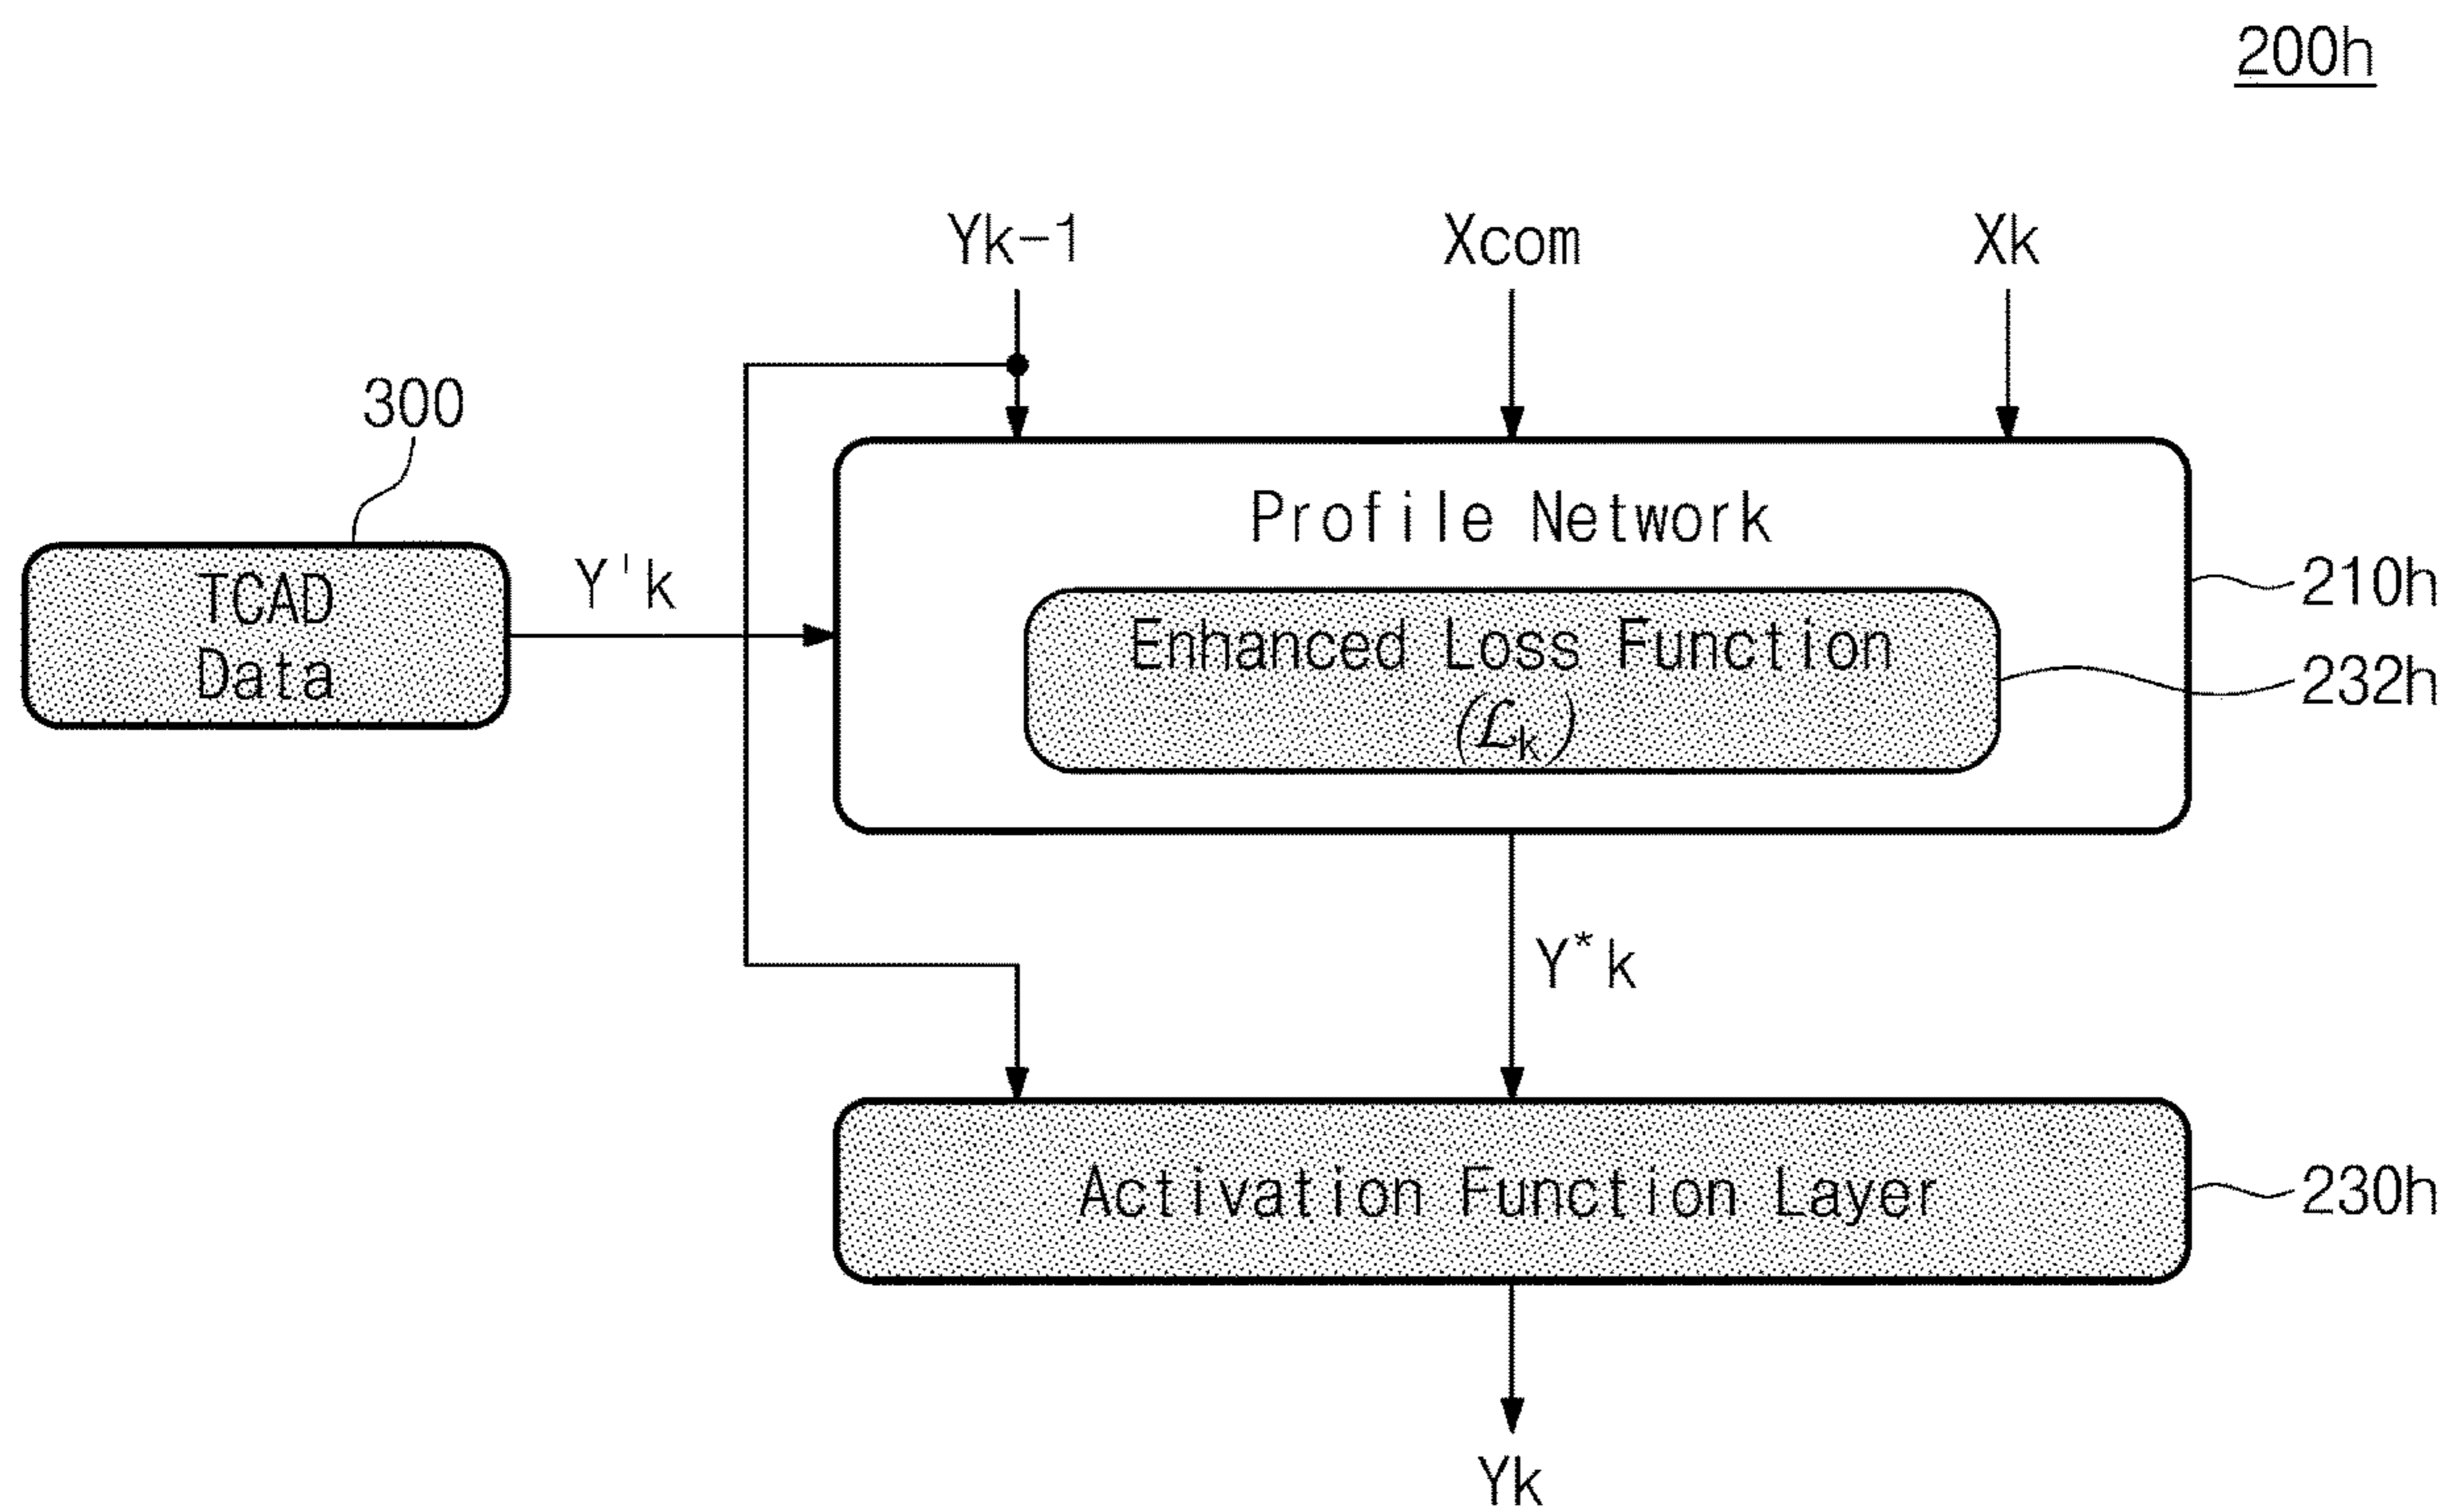 200h
Yk-1
Xcom
Xk
300
Profile Network
TCAD
Data
Y'k
210h
Enhanced Loss Function
(ℒk)
232h
Y*k
Activation Function Layer
230h
Yk